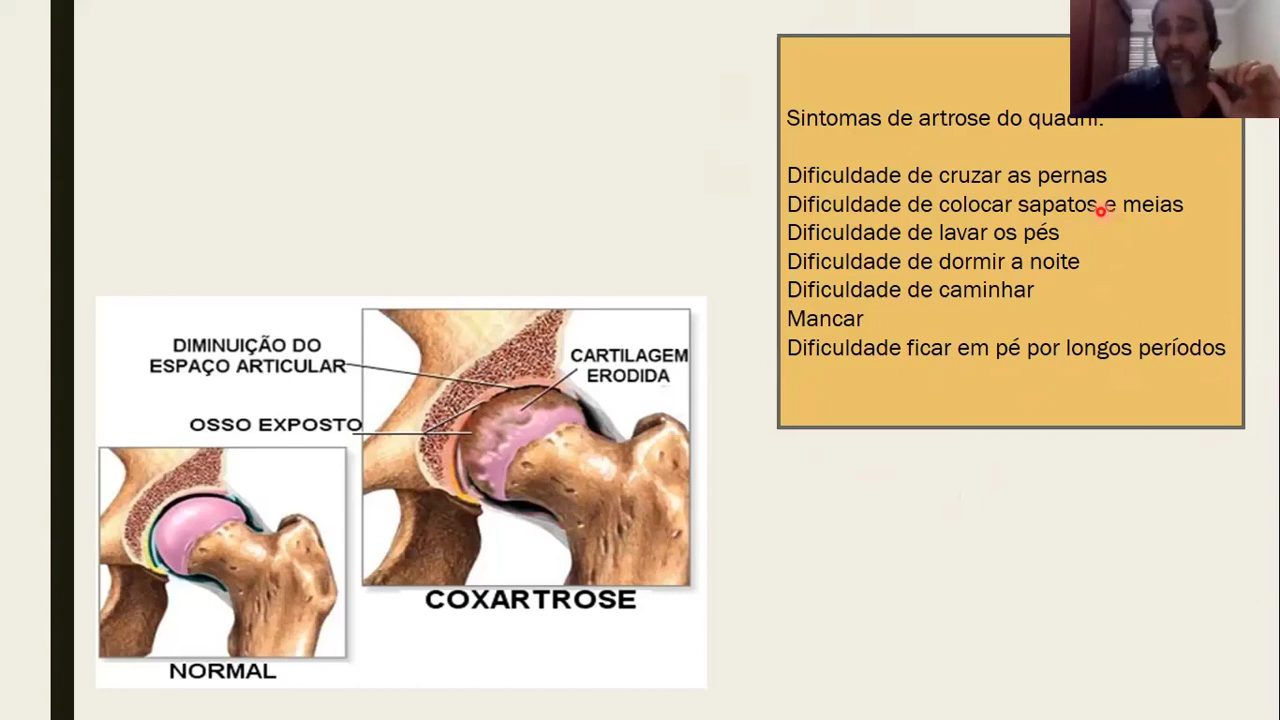 Sintomas de artrose do quadril:
Dificuldade de cruzar as pernas
Dificuldade de colocar sapatos e meias
Dificuldade de lavar os pés
Dificuldade de dormir a noite
Dificuldade de caminhar
Mancar
Dificuldade ficar em pé por longos períodos
DIMINUIÇÃO DO
ESPAÇO ARTICULAR
CARTILAGEM
ERODIDA
OSSO EXPOSTO
COXARTROSE
NORMAL